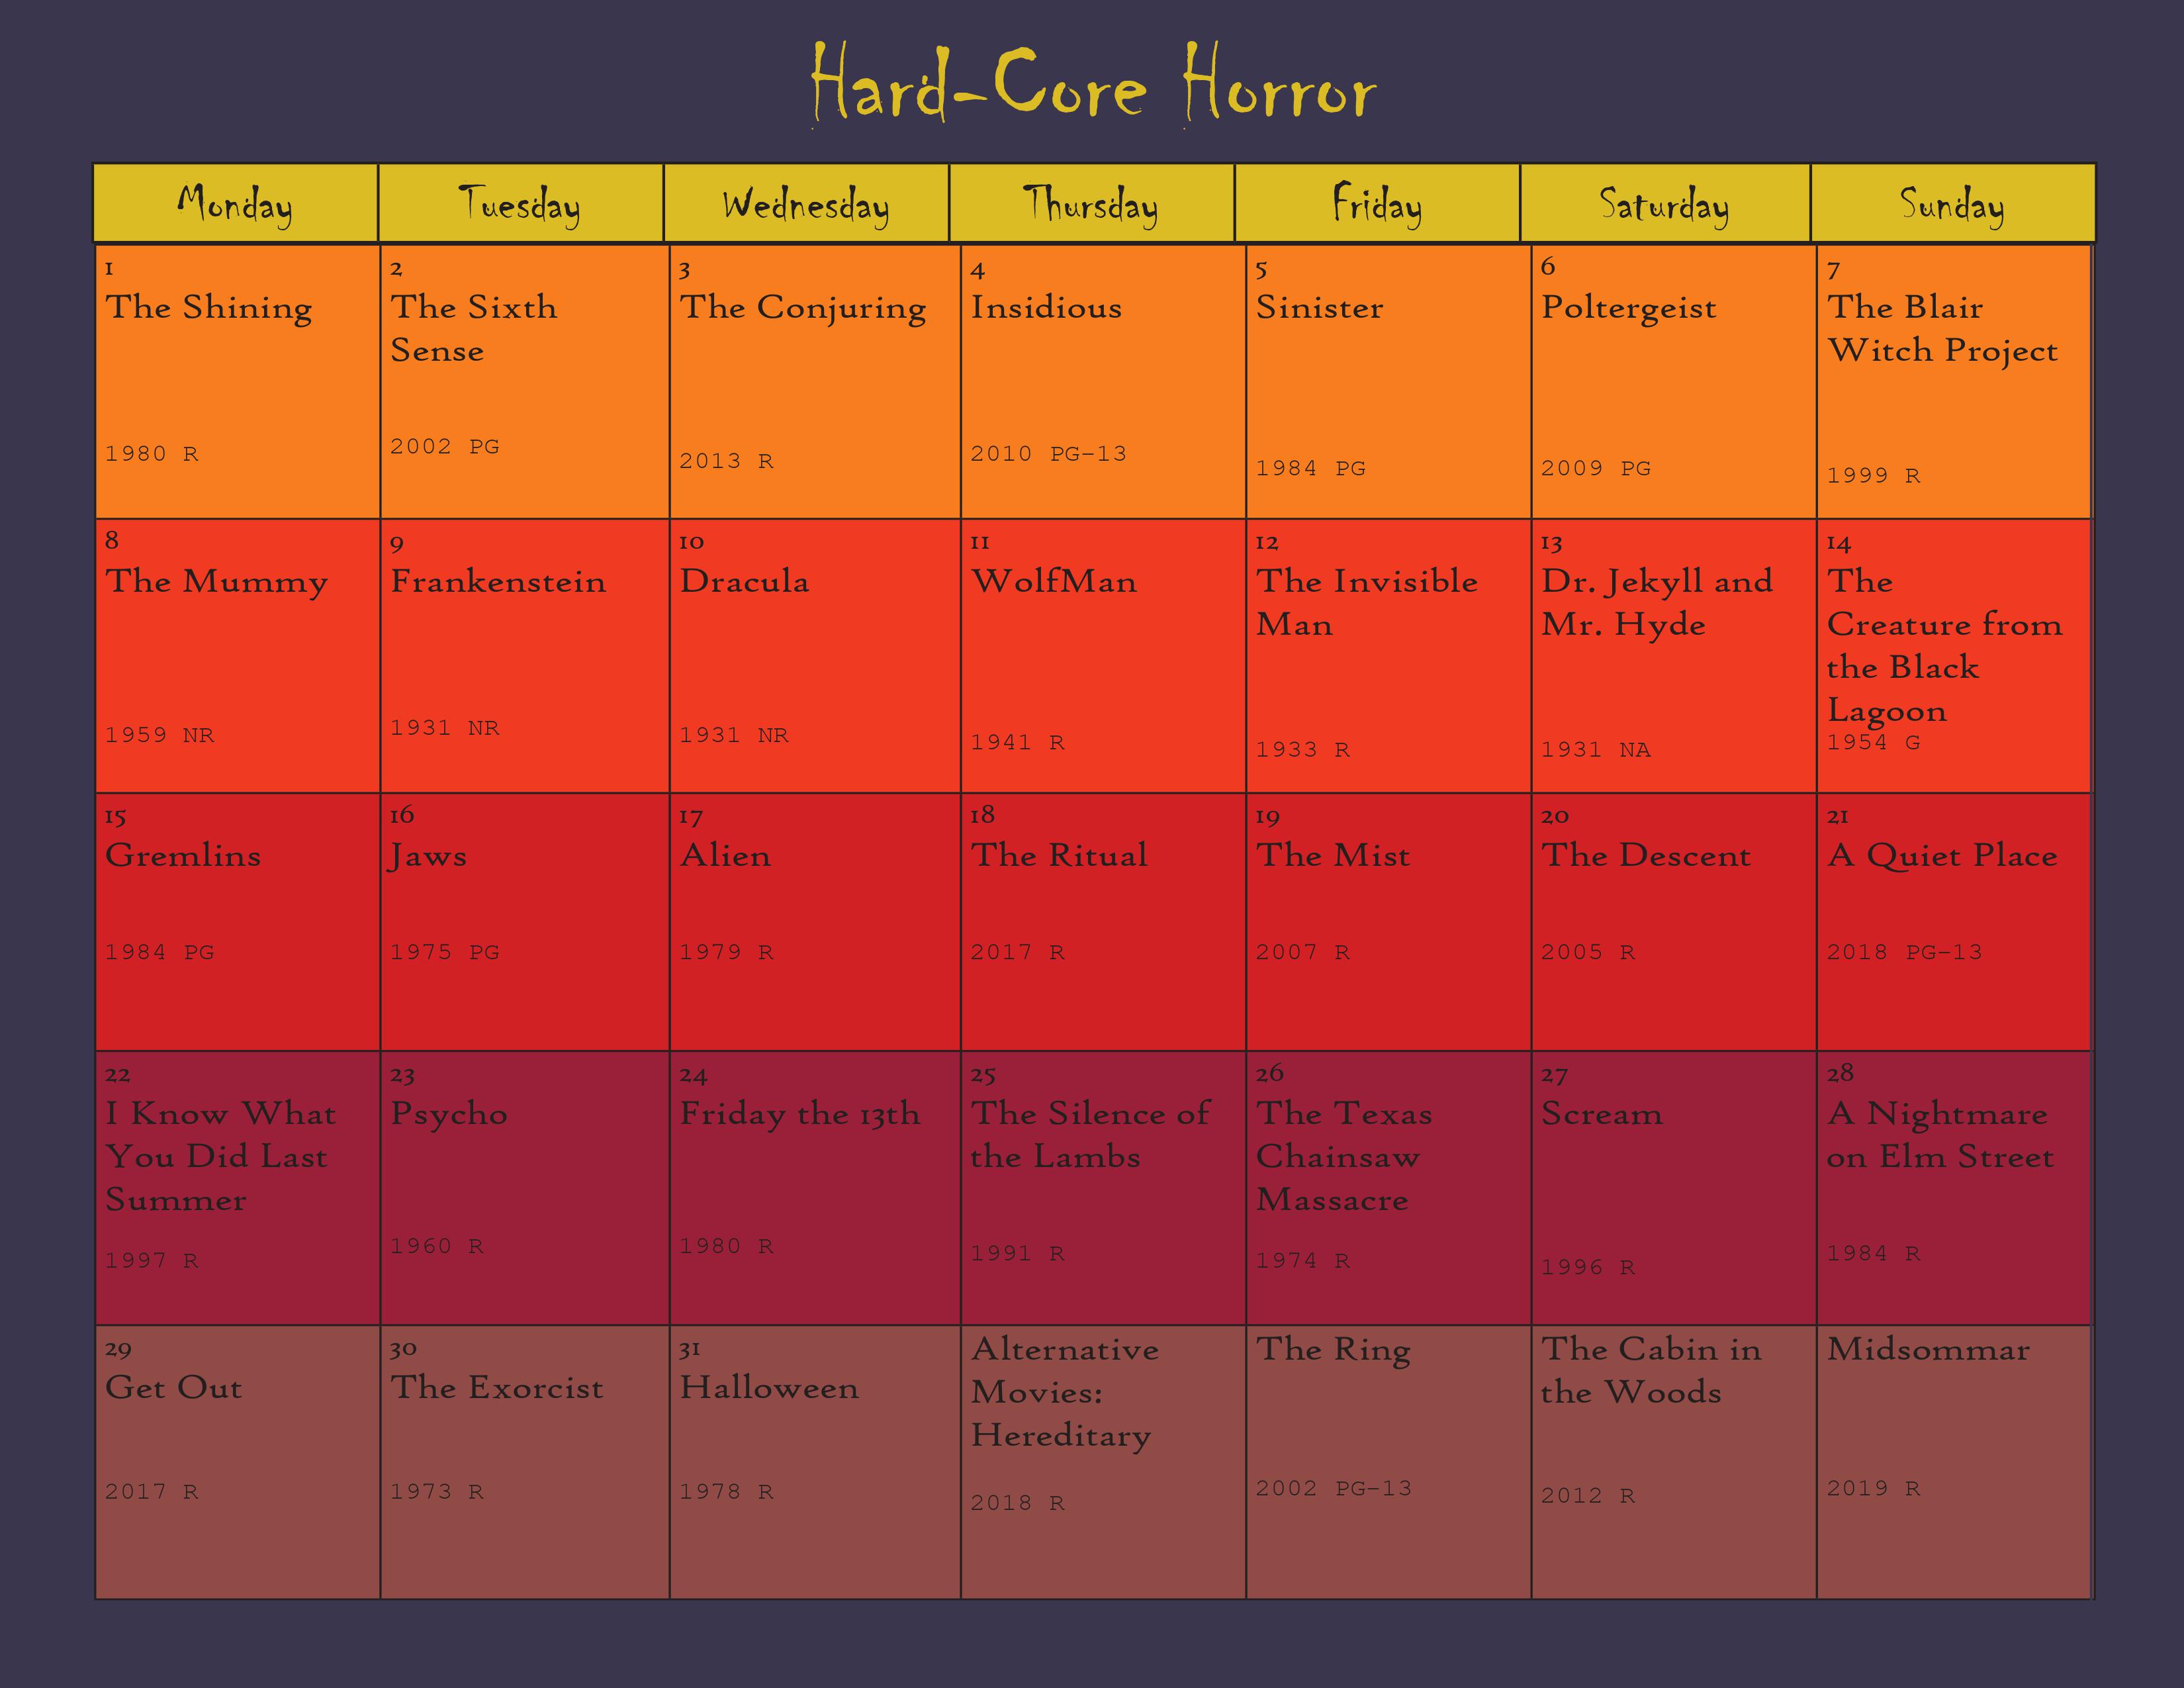 Hard-Core Horror
Monday
Tuesday
Wednesday
Thursday
Friday
Saturday
Sunday
1
The Shining
1980 R
2
The Sixth
Sense
2002 PG
3
The Conjuring
2013 R
4
Insidious
2010 PG-13
5
Sinister
1984 PG
6
Poltergeist
2009 PG
7
The Blair
Witch Project
1999 R
8
The Mummy
1959 NR
9
Frankenstein
1931 NR
10
Dracula
1931 NR
11
WolfMan
1941 R
12
The Invisible
Man
1933 R
13
Dr. Jekyll and
Mr. Hyde
1931 NA
14
The
Creature from
the Black
Lagoon
1954 G
15
Gremlins
1984 PG
16
Jaws
1975 PG
17
Alien
1979 R
18
The Ritual
2017 R
19
The Mist
2007 R
20
The Descent
2005 R
21
A Quiet Place
2018 PG-13
22
I Know What
You Did Last
Summer
1997 R
23
Psycho
1960 R
24
Friday the 13th
1980 R
25
The Silence of
the Lambs
1991 R
26
The Texas
Chainsaw
Massacre
1974 R
27
Scream
1996 R
28
A Nightmare
on Elm Street
1984 R
29
Get Out
2017 R
30
The Exorcist
1973 R
31
Halloween
1978 R
Alternative
Movies:
Hereditary
2018 R
The Ring
2002 PG-13
The Cabin in
the Woods
2012 R
Midsommar
2019 R